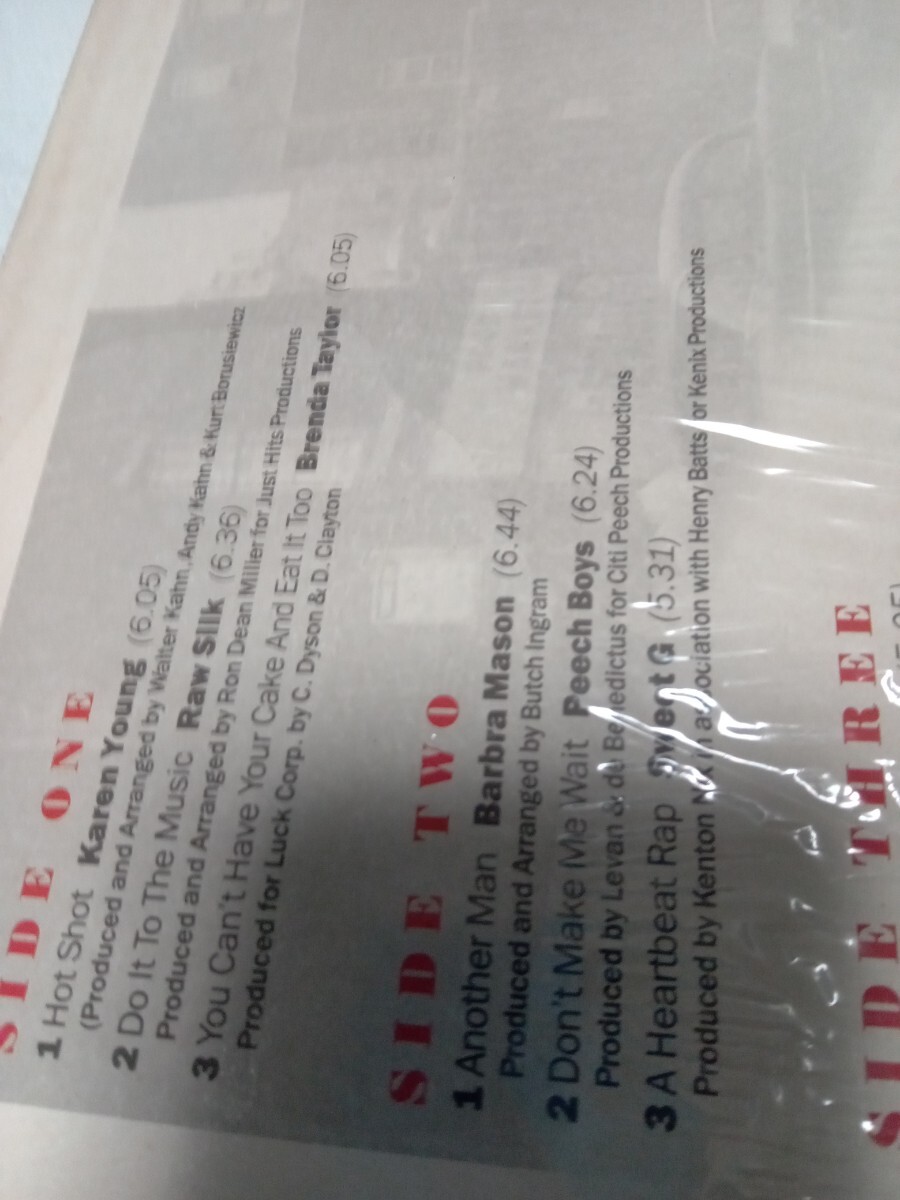 SIDE ONE
1 Hot Shot Karen Young (6.05)
(Produced and Arranged by Walter Kahn, Andy Kahn & Kurt Borusiewicz
2 Do It To The Music Raw Silk (6.36)
Produced and Arranged by Ron Dean Miller for Just Hits Productions
3 You Can't Have Your Cake And Eat It Too Brenda Taylor (6.05)
Produced for Luck Corp. by C. Dyson & D. Clayton
SIDE TWO
1 Another Man Barbra Mason (6.44)
Produced and Arranged by Butch Ingram
2 Don't Make Me Wait Peech Boys (6.24)
Produced by Levan & de Benedictus for Citi Peech Productions
3 A Heartbeat Rap Sweet G (5.31)
Produced by Kenton Nix in association with Henry Batts for Kenix Productions
SIDE THREE